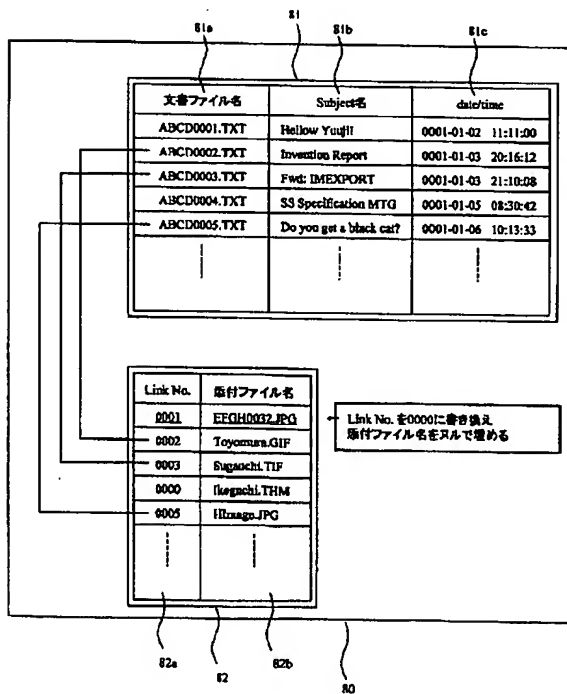 81a 81 81b 81c
文書ファイル名 Subject名 date/time
ABCD0001.TXT Hellow Yuuji! 0001-01-02 11:11:00
ABCD0002.TXT Invention Report 0001-01-03 20:16:12
ABCD0003.TXT Fwd: IMEXPORT 0001-01-03 21:10:08
ABCD0004.TXT SS Specification MTG 0001-01-05 08:30:42
ABCD0005.TXT Do you get a black cat? 0001-01-06 10:13:33
Link No. 添付ファイル名
0001 EFGH0032.JPG
0002 Toyomura.GIF
0003 Sugauchi.TIF
0000 Ikeguchi.THM
0005 HImage.JPG
Link No. を0000に書き換え
添付ファイル名をヌルで埋める
82a 82 82b 80